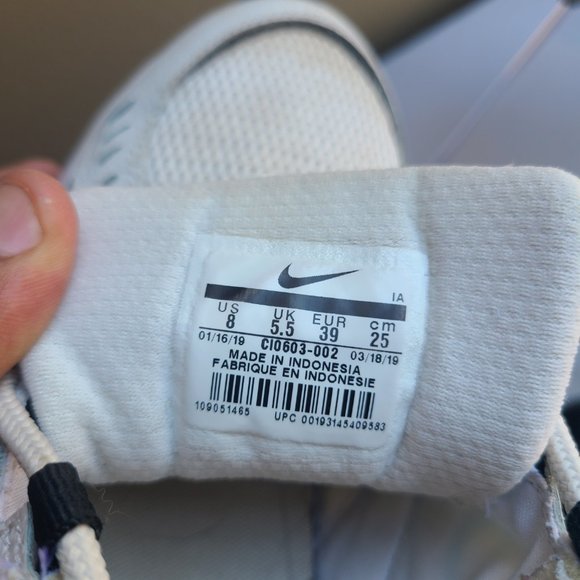 IA
US UK EUR cm
8 5.5 39 25
01/16/19 CI0603-002 03/18/19
MADE IN INDONESIA
FABRIQUE EN INDONESIE
109051465 UPC 00193145409583